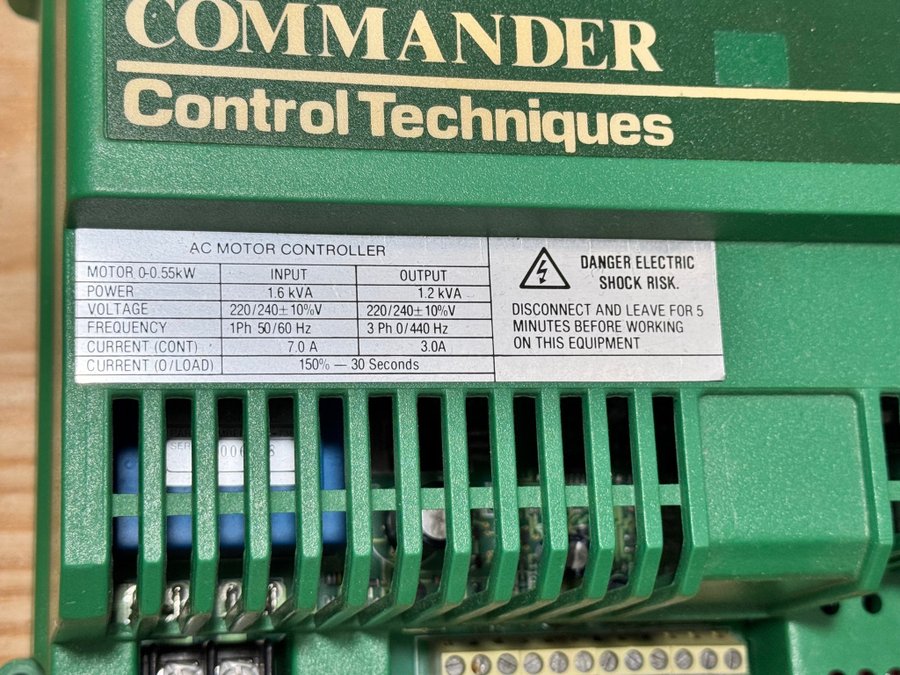 COMMANDER
Control Techniques
AC MOTOR CONTROLLER
MOTOR 0-0.55kW INPUT OUTPUT
POWER 1.6 kVA 1.2 kVA
VOLTAGE 220/240±10%V 220/240±10%V
FREQUENCY 1Ph 50/60 Hz 3 Ph 0/440 Hz
CURRENT (CONT) 7.0 A 3.0A
CURRENT (O/LOAD) 150% — 30 Seconds
DANGER ELECTRIC
SHOCK RISK.
DISCONNECT AND LEAVE FOR 5
MINUTES BEFORE WORKING
ON THIS EQUIPMENT